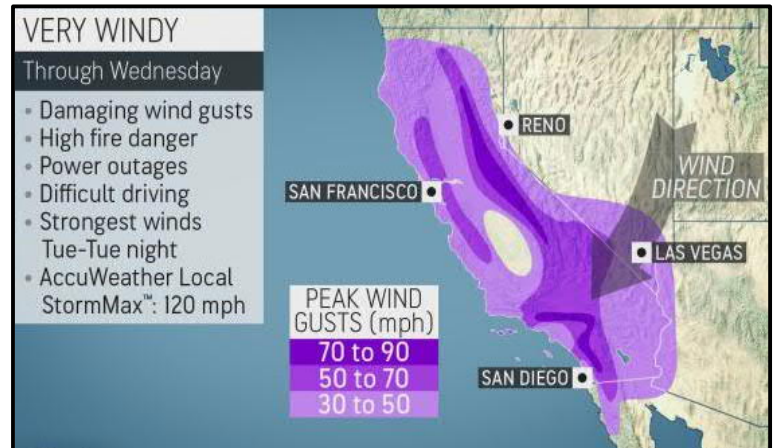 VERY WINDY
Through Wednesday
• Damaging wind gusts
• High fire danger
• Power outages
• Difficult driving
• Strongest winds
Tue-Tue night
• AccuWeather Local
StormMax™: 120 mph
RENO
WIND
DIRECTION
SAN FRANCISCO
LAS VEGAS
PEAK WIND
GUSTS (mph)
70 to 90
50 to 70
30 to 50
SAN DIEGO